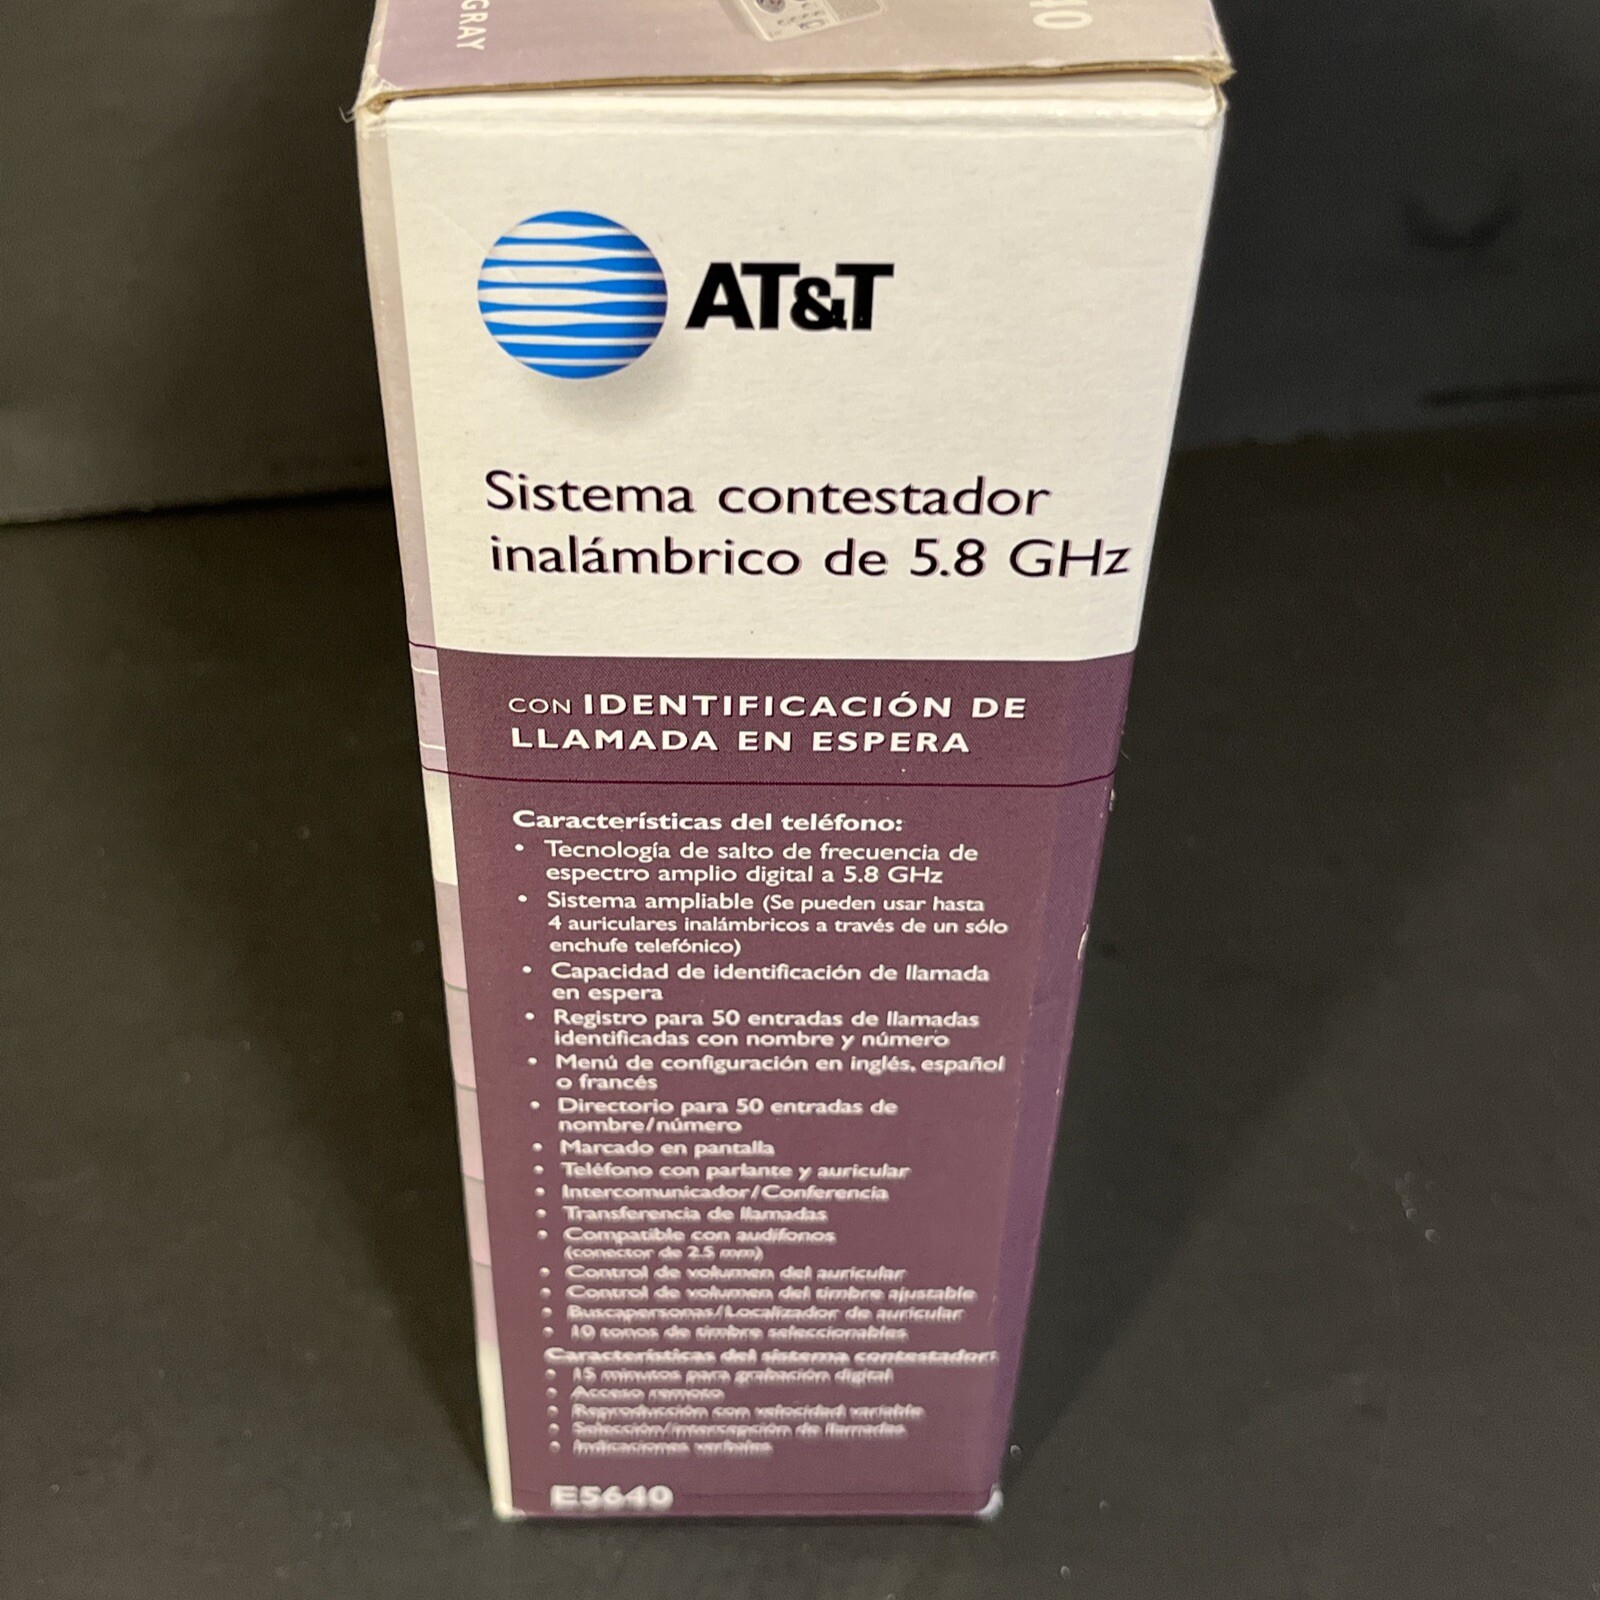 GRAY
40
AT&T
Sistema contestador
inalámbrico de 5.8 GHz
CON IDENTIFICACIÓN DE
LLAMADA EN ESPERA
Características del teléfono:
• Tecnología de salto de frecuencia de
espectro amplio digital a 5.8 GHz
• Sistema ampliable (Se pueden usar hasta
4 auriculares inalámbricos a través de un sólo
enchufe telefónico)
• Capacidad de identificación de llamada
en espera
• Registro para 50 entradas de llamadas
identificadas con nombre y número
• Menú de configuración en inglés, español
o francés
• Directorio para 50 entradas de
nombre/número
• Marcado en pantalla
• Teléfono con parlante y auricular
• Intercomunicador/Conferencia
• Transferencia de llamadas
• Compatible con audífonos
(conector de 2.5 mm)
• Control de volumen del auricular
• Control de volumen del timbre ajustable
• Buscapersonas/Localizador de auricular
• 10 tonos de timbre seleccionables
Características del sistema contestador:
• 15 minutos para grabación digital
• Acceso remoto
• Reproducción con velocidad variable
• Selección/intercepción de llamadas
• Indicaciones verbales
E5640